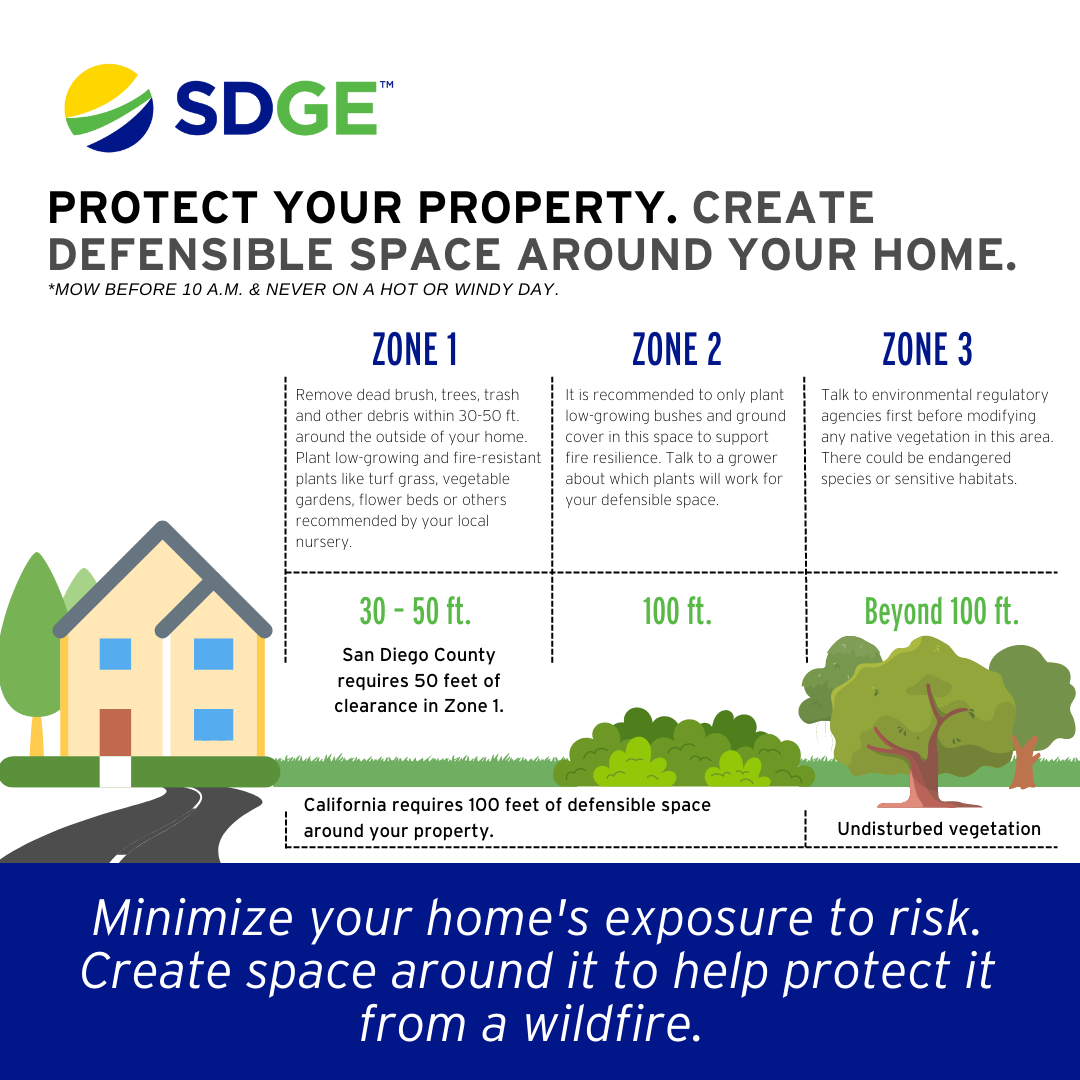 SDGE™
PROTECT YOUR PROPERTY. CREATE
DEFENSIBLE SPACE AROUND YOUR HOME.
*MOW BEFORE 10 A.M. & NEVER ON A HOT OR WINDY DAY.
ZONE 1
Remove dead brush, trees, trash
and other debris within 30-50 ft.
around the outside of your home.
Plant low-growing and fire-resistant
plants like turf grass, vegetable
gardens, flower beds or others
recommended by your local
nursery.
30 - 50 ft.
San Diego County
requires 50 feet of
clearance in Zone 1.
ZONE 2
It is recommended to only plant
low-growing bushes and ground
cover in this space to support
fire resilience. Talk to a grower
about which plants will work for
your defensible space.
100 ft.
ZONE 3
Talk to environmental regulatory
agencies first before modifying
any native vegetation in this area.
There could be endangered
species or sensitive habitats.
Beyond 100 ft.
California requires 100 feet of defensible space
around your property.
Undisturbed vegetation
Minimize your home's exposure to risk.
Create space around it to help protect it
from a wildfire.